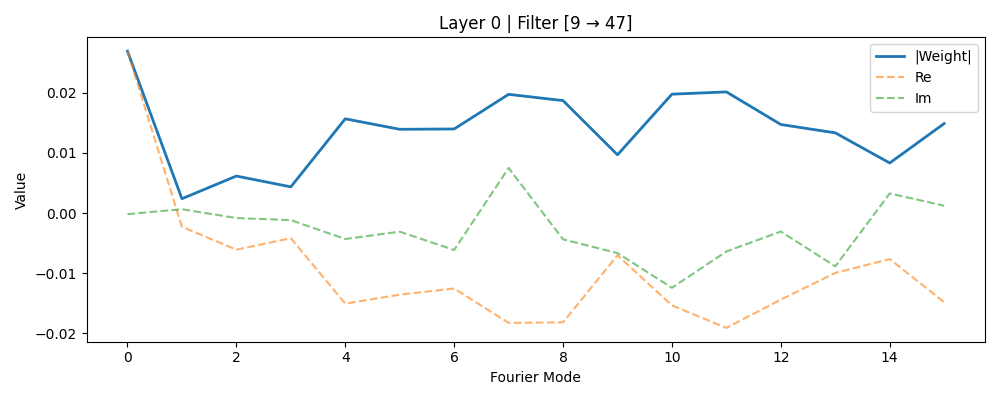 Layer 0 | Filter [9 → 47]
|Weight|
Re
Im
Value
0.02
0.01
0.00
−0.01
−0.02
0 2 4 6 8 10 12 14
Fourier Mode